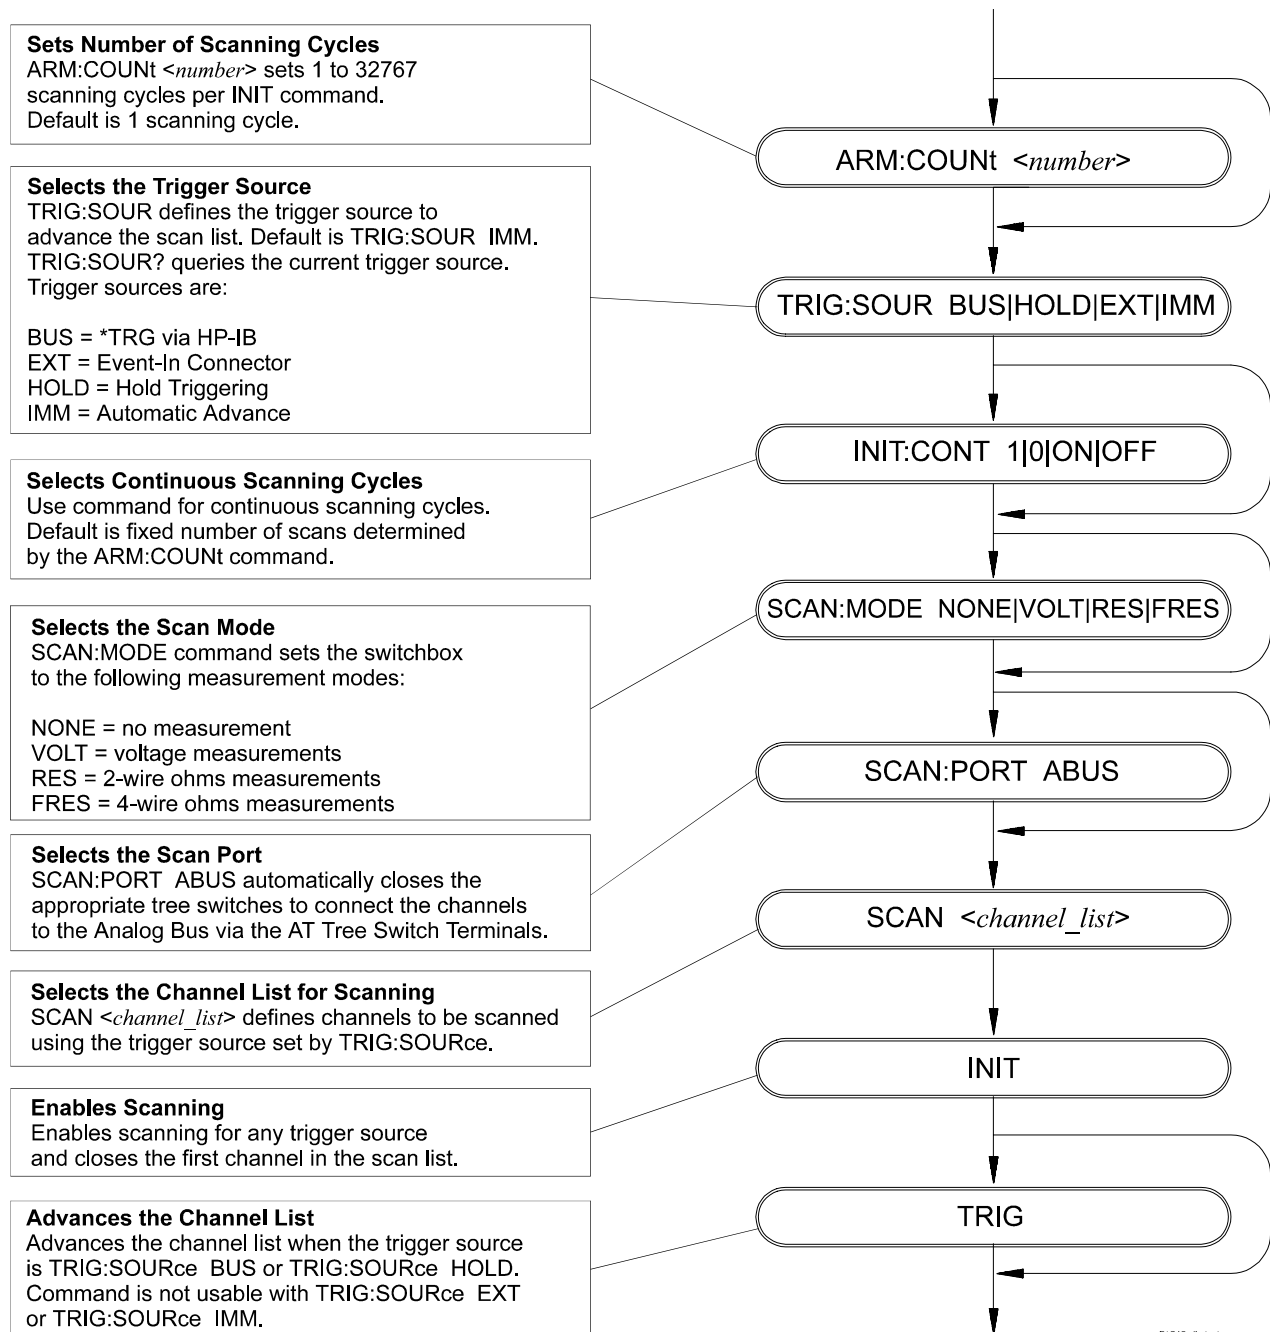 Sets Number of Scanning Cycles
ARM:COUNt <number> sets 1 to 32767
scanning cycles per INIT command.
Default is 1 scanning cycle.
ARM:COUNt <number>
Selects the Trigger Source
TRIG:SOUR defines the trigger source to
advance the scan list. Default is TRIG:SOUR IMM.
TRIG:SOUR? queries the current trigger source.
Trigger sources are:
BUS = *TRG via HP-IB
EXT = Event-In Connector
HOLD = Hold Triggering
IMM = Automatic Advance
TRIG:SOUR BUS|HOLD|EXT|IMM
Selects Continuous Scanning Cycles
Use command for continuous scanning cycles.
Default is fixed number of scans determined
by the ARM:COUNt command.
INIT:CONT 1|0|ON|OFF
Selects the Scan Mode
SCAN:MODE command sets the switchbox
to the following measurement modes:
NONE = no measurement
VOLT = voltage measurements
RES = 2-wire ohms measurements
FRES = 4-wire ohms measurements
SCAN:MODE NONE|VOLT|RES|FRES
Selects the Scan Port
SCAN:PORT ABUS automatically closes the
appropriate tree switches to connect the channels
to the Analog Bus via the AT Tree Switch Terminals.
SCAN:PORT ABUS
Selects the Channel List for Scanning
SCAN <channel_list> defines channels to be scanned
using the trigger source set by TRIG:SOURce.
SCAN <channel_list>
Enables Scanning
Enables scanning for any trigger source
and closes the first channel in the scan list.
INIT
Advances the Channel List
Advances the channel list when the trigger source
is TRIG:SOURce BUS or TRIG:SOURce HOLD.
Command is not usable with TRIG:SOURce EXT
or TRIG:SOURce IMM.
TRIG